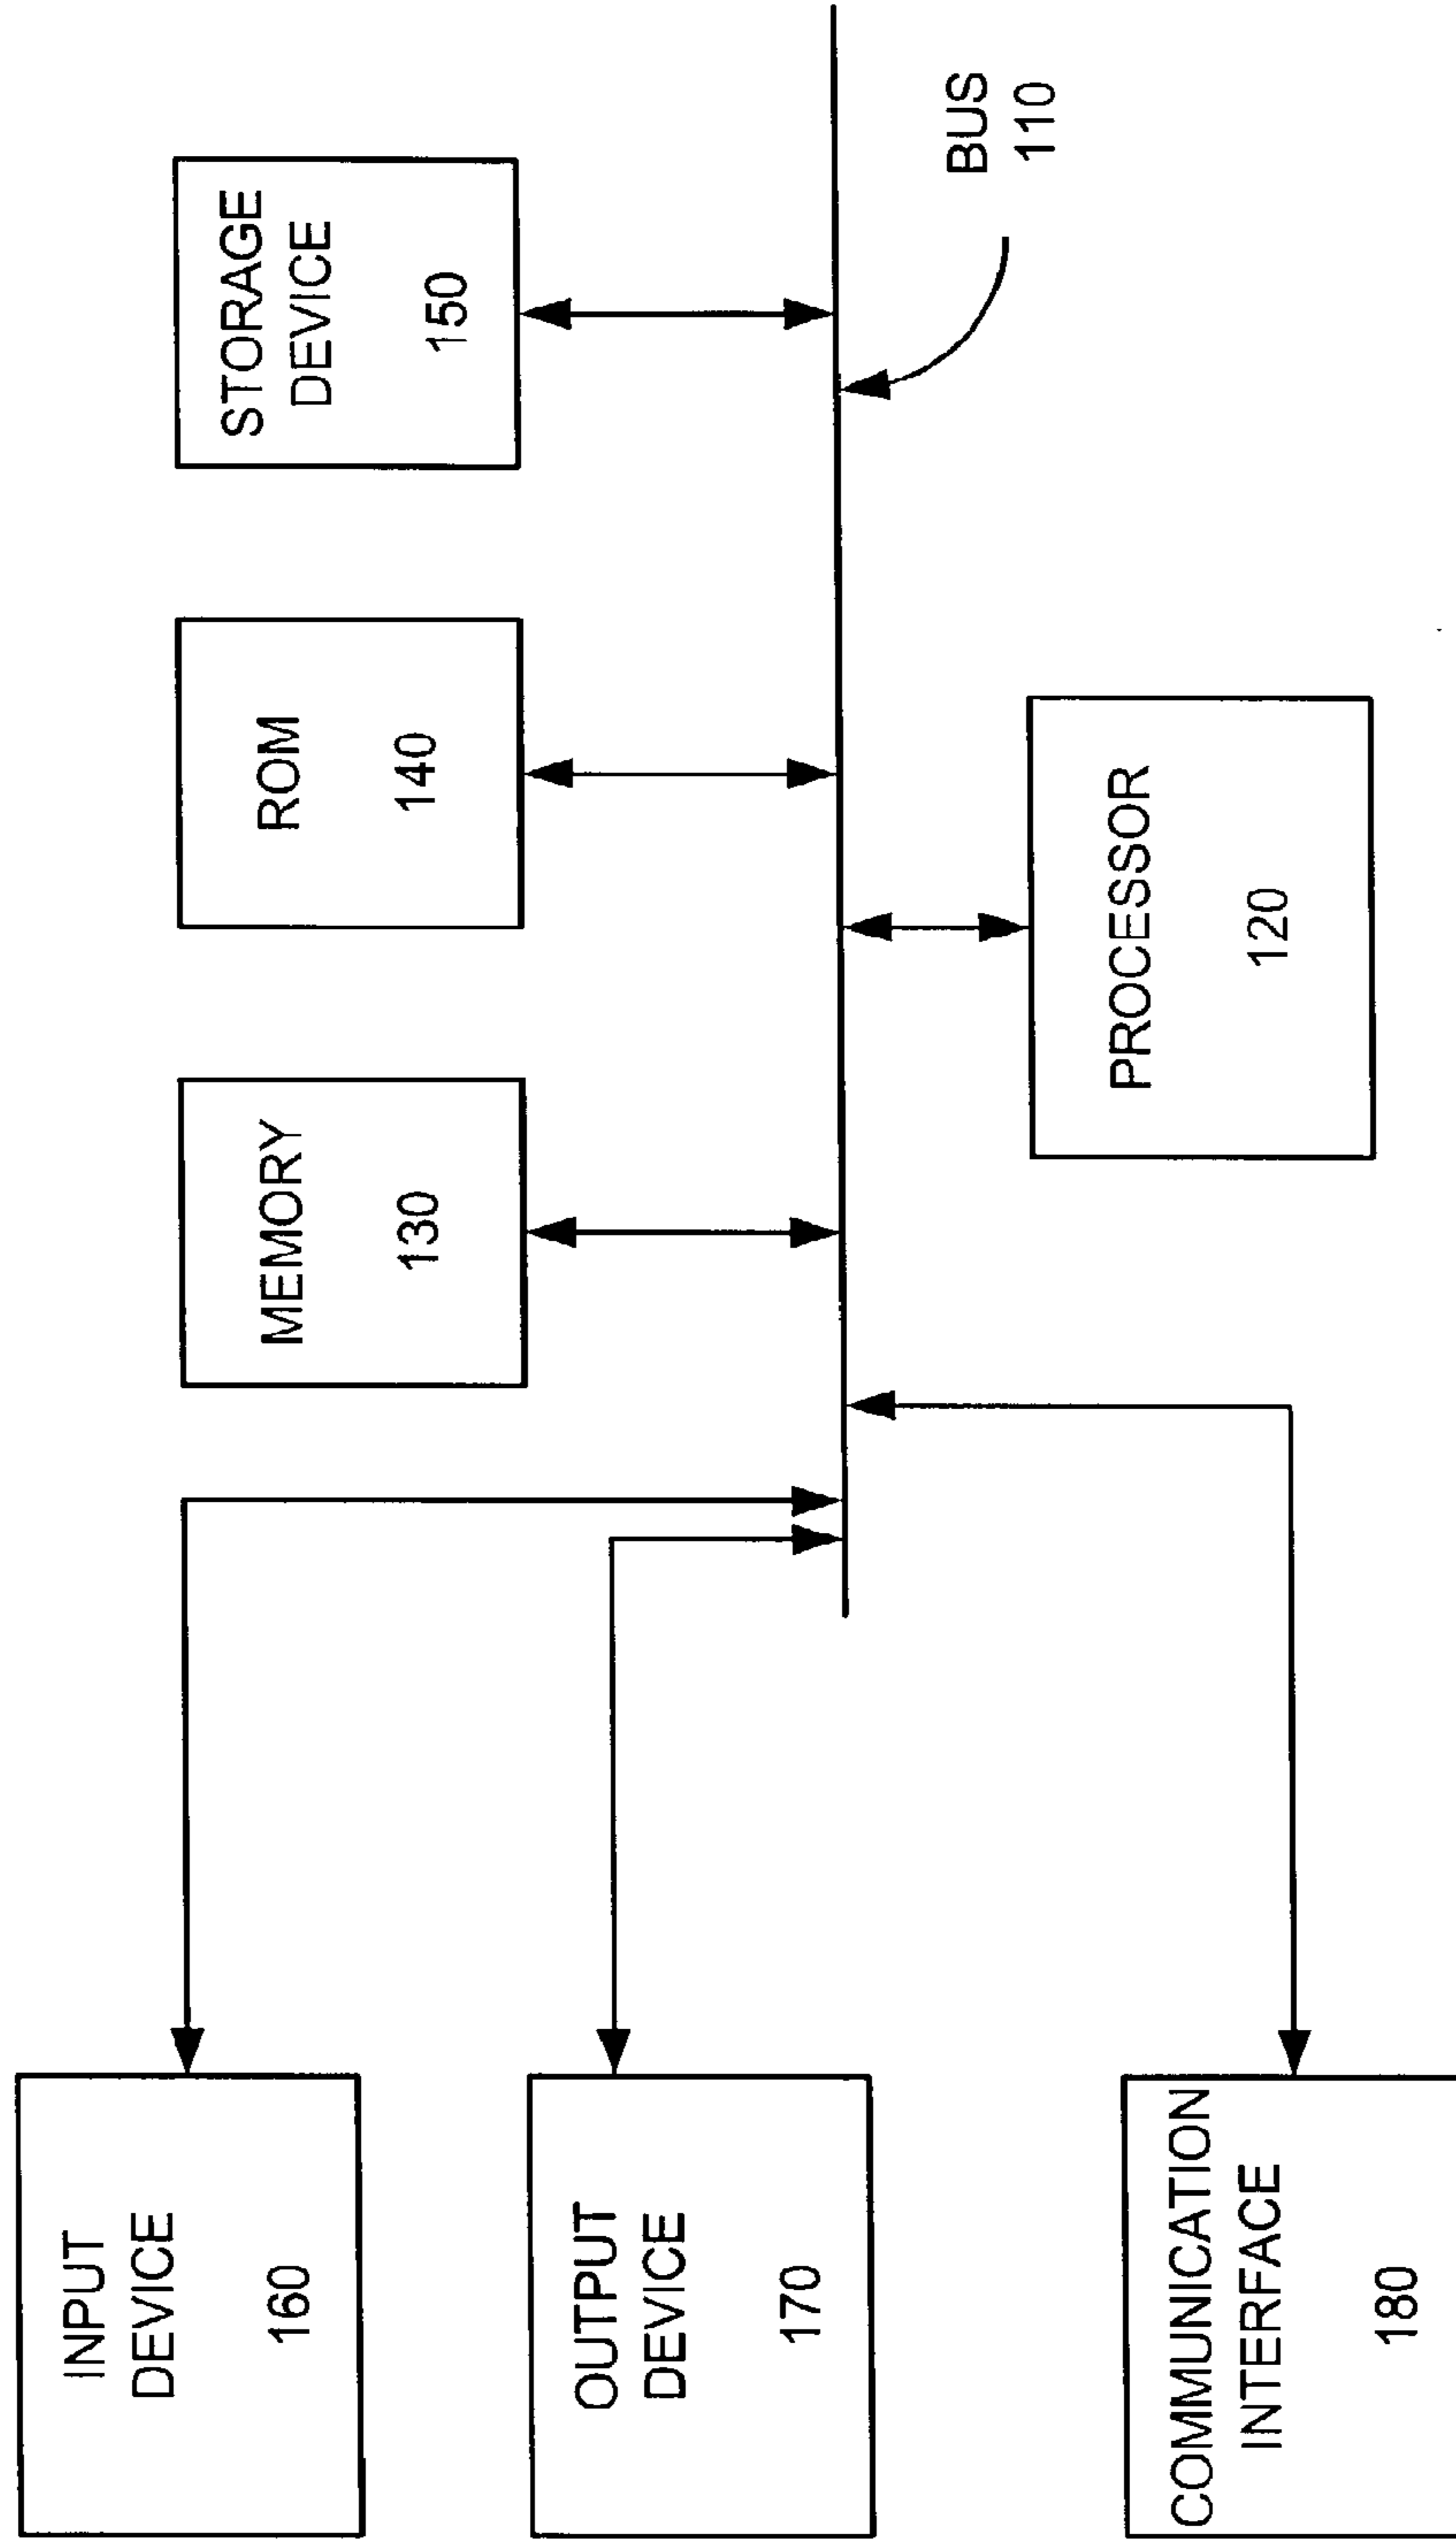 INPUT
DEVICE
160
OUTPUT
DEVICE
170
COMMUNICATION
INTERFACE
180
MEMORY
130
ROM
140
STORAGE
DEVICE
150
PROCESSOR
120
BUS
110